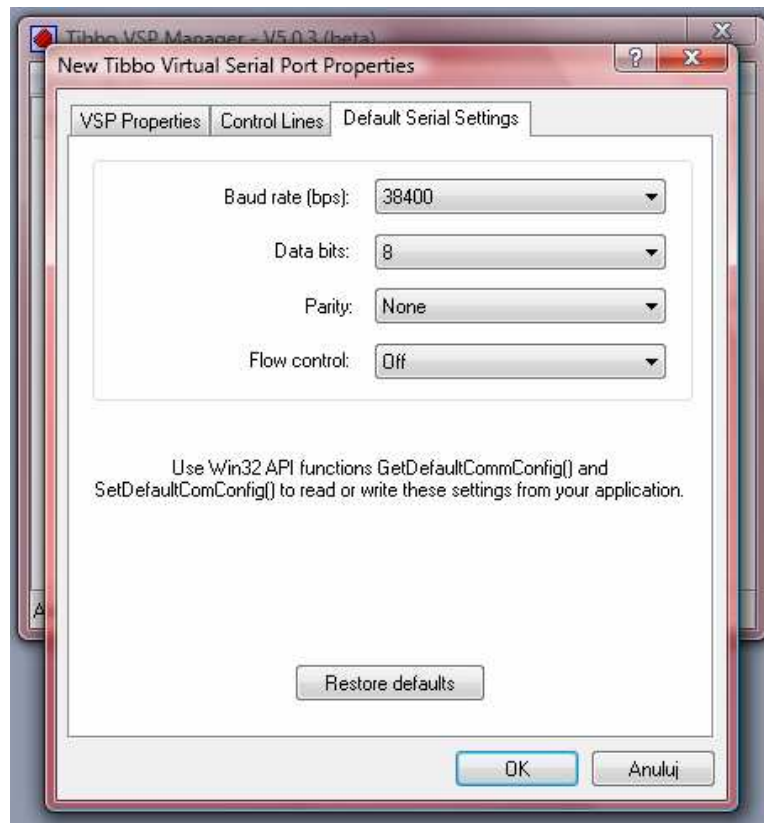 Tibbo VSP Manager - V5.0.3 (beta)
New Tibbo Virtual Serial Port Properties
VSP Properties Control Lines Default Serial Settings
Baud rate (bps): 38400
Data bits: 8
Parity: None
Flow control: Off
Use Win32 API functions GetDefaultCommConfig() and
SetDefaultComConfig() to read or write these settings from your application.
A
Restore defaults
OK Anuluj